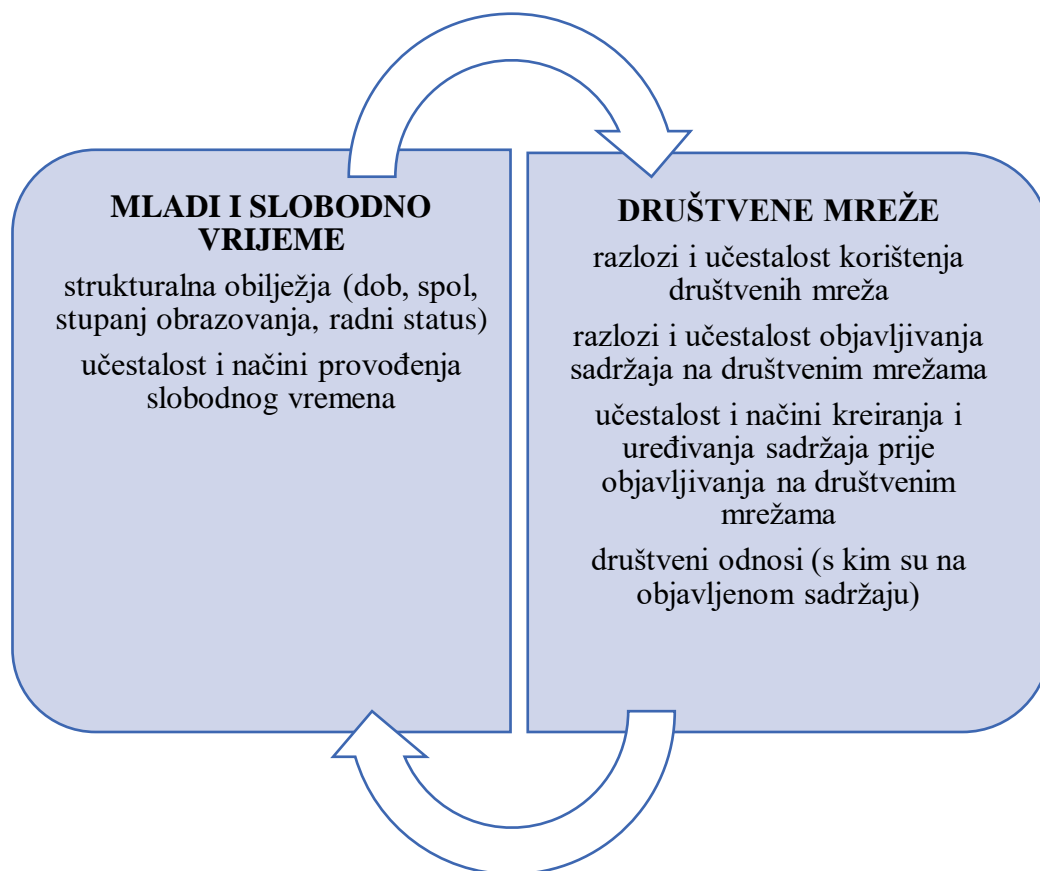 MLADI I SLOBODNO
VRIJEME
strukturalna obilježja (dob, spol,
stupanj obrazovanja, radni status)
učestalost i načini provođenja
slobodnog vremena
DRUŠTVENE MREŽE
razlozi i učestalost korištenja
društvenih mreža
razlozi i učestalost objavljivanja
sadržaja na društvenim mrežama
učestalost i načini kreiranja i
uređivanja sadržaja prije
objavljivanja na društvenim
mrežama
društveni odnosi (s kim su na
objavljenom sadržaju)